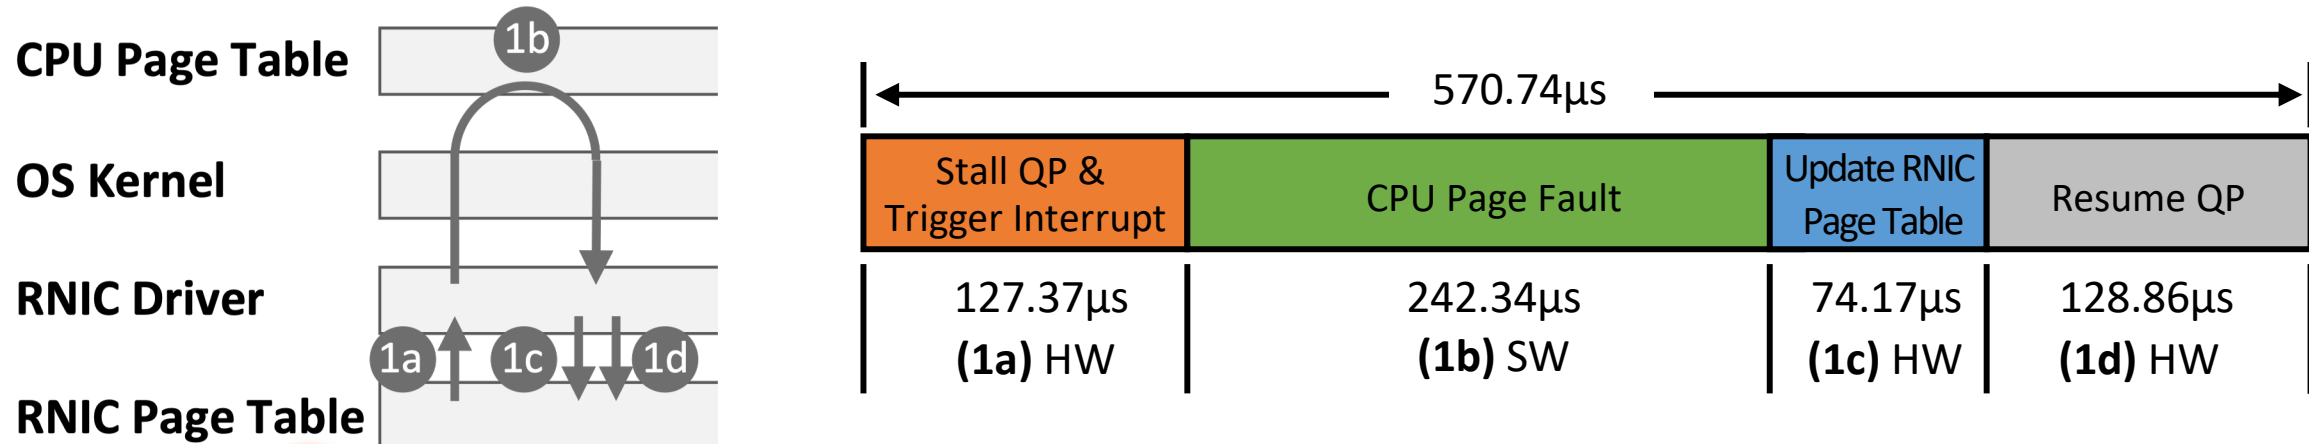 CPU Page Table
OS Kernel
RNIC Driver
RNIC Page Table
1b
1a
1c
1d
570.74μs
Stall QP &
Trigger Interrupt
CPU Page Fault
Update RNIC
Page Table
Resume QP
127.37μs
(1a) HW
242.34μs
(1b) SW
74.17μs
(1c) HW
128.86μs
(1d) HW